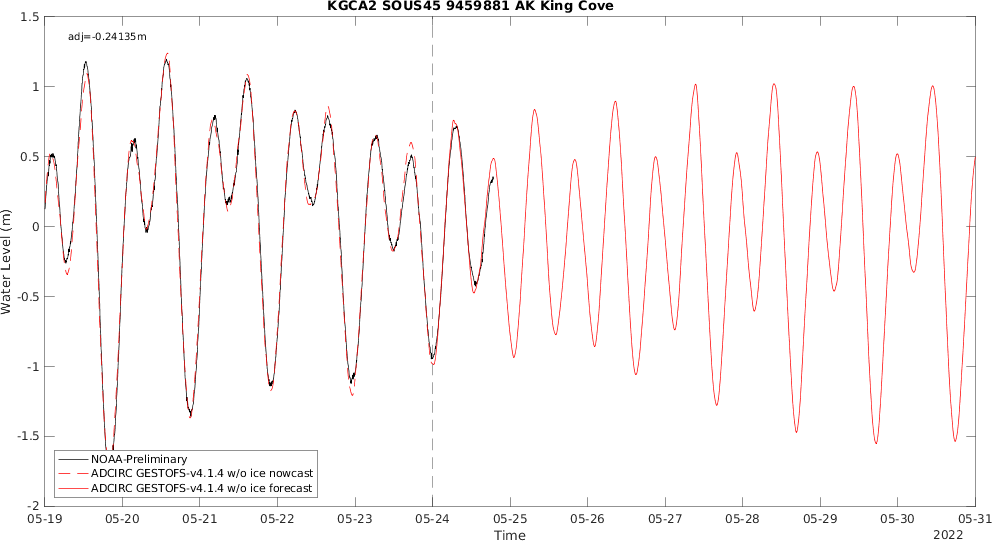 KGCA2 SOUS45 9459881 AK King Cove
adj=-0.24135m
1.5
1
0.5
0
-0.5
-1
-1.5
-2
Water Level (m)
NOAA-Preliminary
ADCIRC GESTOFS-v4.1.4 w/o ice nowcast
ADCIRC GESTOFS-v4.1.4 w/o ice forecast
05-19 05-20 05-21 05-22 05-23 05-24 05-25 05-26 05-27 05-28 05-29 05-30 05-31
Time
2022